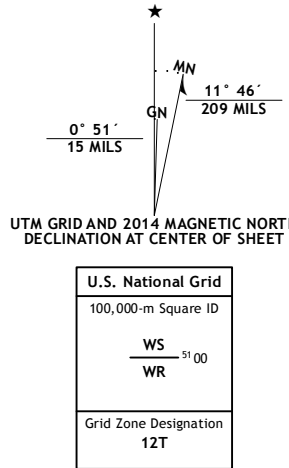 ★
MN
GN
11° 46´
209 MILS
0° 51´
15 MILS
UTM GRID AND 2014 MAGNETIC NORT
DECLINATION AT CENTER OF SHEET
U.S. National Grid
100,000-m Square ID
WS
51 00
WR
Grid Zone Designation
12T